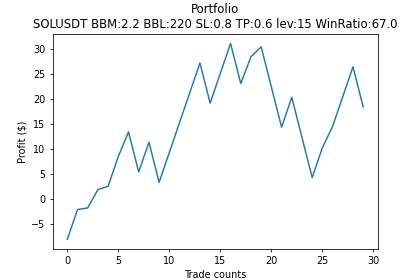 Portfolio
SOLUSDT BBM:2.2 BBL:220 SL:0.8 TP:0.6 lev:15 WinRatio:67.0
Profit ($)
30
25
20
15
10
5
0
−5
0 5 10 15 20 25 30
Trade counts